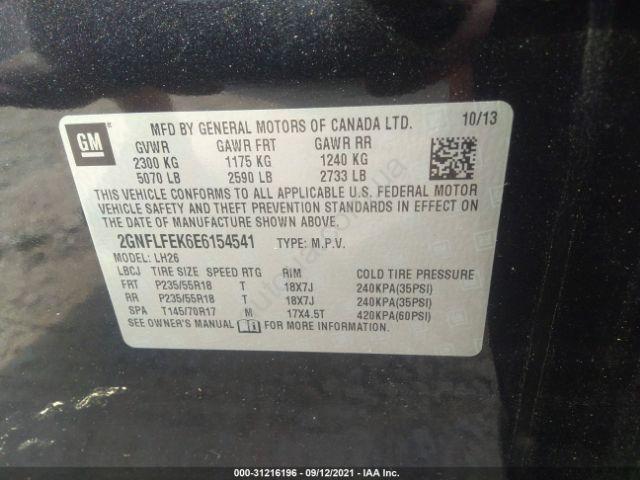 GM
MFD BY GENERAL MOTORS OF CANADA LTD. 10/13
GVWR GAWR FRT GAWR RR
2300 KG 1175 KG 1240 KG
5070 LB 2590 LB 2733 LB
THIS VEHICLE CONFORMS TO ALL APPLICABLE U.S. FEDERAL MOTOR
VEHICLE SAFETY AND THEFT PREVENTION STANDARDS IN EFFECT ON
THE DATE OF MANUFACTURE SHOWN ABOVE.
2GNFLFEK6E6154541 TYPE: M.P.V.
MODEL: LH26
LBCJ TIRE SIZE SPEED RTG RIM COLD TIRE PRESSURE
FRT P235/55R18 T 18X7J 240KPA(35PSI)
RR P235/55R18 T 18X7J 240KPA(35PSI)
SPA T145/70R17 M 17X4.5T 420KPA(60PSI)
SEE OWNER'S MANUAL FOR MORE INFORMATION.
000-31216196 - 09/12/2021 - IAA Inc.